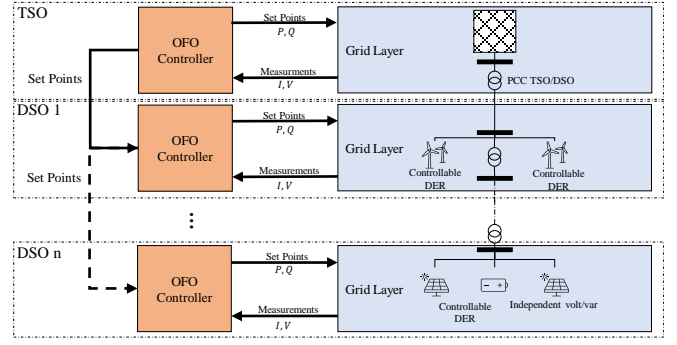 TSO
OFO
Controller
Set Points
P, Q
Measurments
I, V
Grid Layer
PCC TSO/DSO
Set Points
DSO 1
OFO
Controller
Set Points
P, Q
Measurements
I, V
Grid Layer
Controllable
DER
Controllable
DER
Set Points
DSO n
OFO
Controller
Set Points
P, Q
Measurements
I, V
Grid Layer
Controllable
DER
Independent volt/var